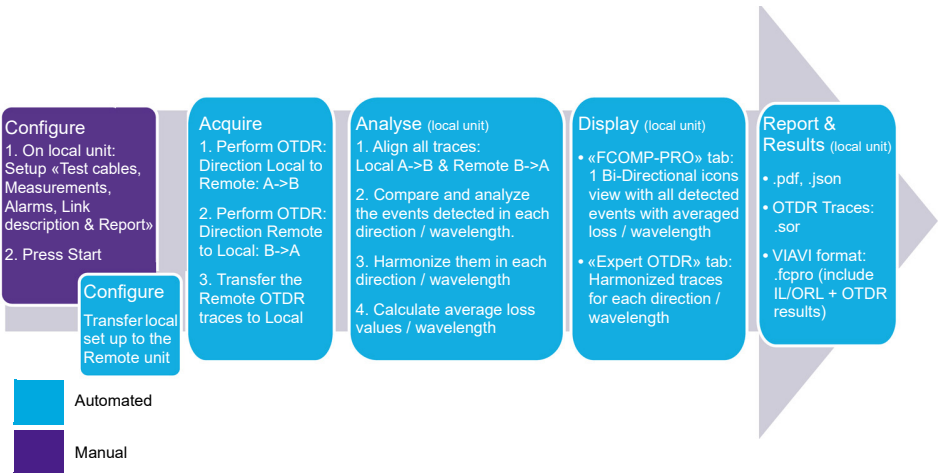 Configure
1. On local unit:
Setup «Test cables,
Measurements,
Alarms, Link
description & Report»
2. Press Start
Configure
Transfer local
set up to the
Remote unit
Acquire
1. Perform OTDR:
Direction Local to
Remote: A->B
2. Perform OTDR:
Direction Remote
to Local: B->A
3. Transfer the
Remote OTDR
traces to Local
Analyse (local unit)
1. Align all traces:
Local A->B & Remote B->A
2. Compare and analyze
the events detected in each
direction / wavelength.
3. Harmonize them in each
direction / wavelength
4. Calculate average loss
values / wavelength
Display (local unit)
• «FCOMP-PRO» tab:
1 Bi-Directional icons
view with all detected
events with averaged
loss / wavelength
• «Expert OTDR» tab:
Harmonized traces
for each direction /
wavelength
Report &
Results (local unit)
• .pdf, .json
• OTDR Traces:
.sor
• VIAVI format:
.fcpro (include
IL/ORL + OTDR
results)
Automated
Manual